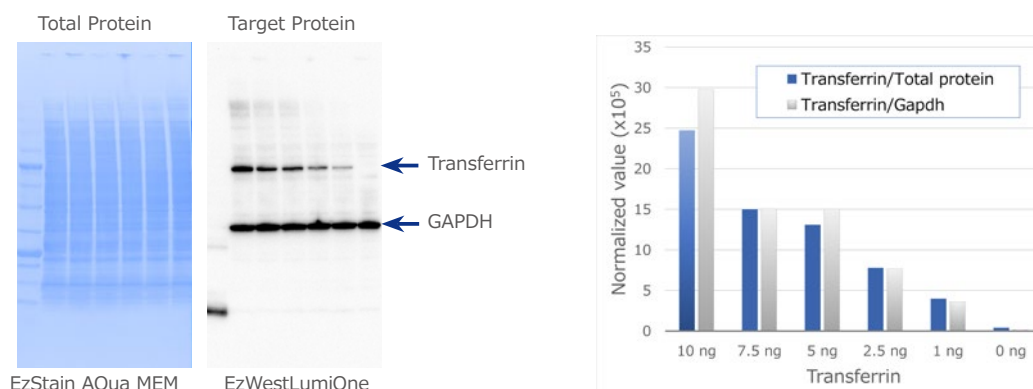 Total Protein
Target Protein
Transferrin
GAPDH
EzStain AQua MEM
EzWestLumiOne
Normalized value (x10⁵)
35
30
25
20
15
10
5
0
Transferrin/Total protein
Transferrin/Gapdh
10 ng
7.5 ng
5 ng
2.5 ng
1 ng
0 ng
Transferrin